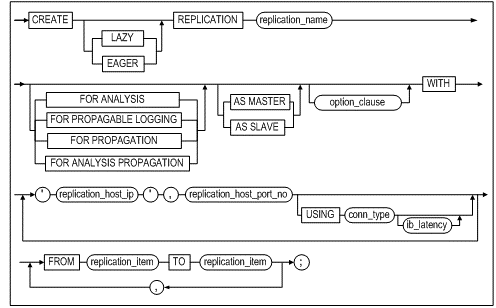 CREATE LAZY REPLICATION replication_name
EAGER
FOR ANALYSIS
FOR PROPAGABLE LOGGING
FOR PROPAGATION
FOR ANALYSIS PROPAGATION
AS MASTER
AS SLAVE
option_clause
WITH
' replication_host_ip ' , replication_host_port_no
USING conn_type ib_latency
FROM replication_item TO replication_item ;
,